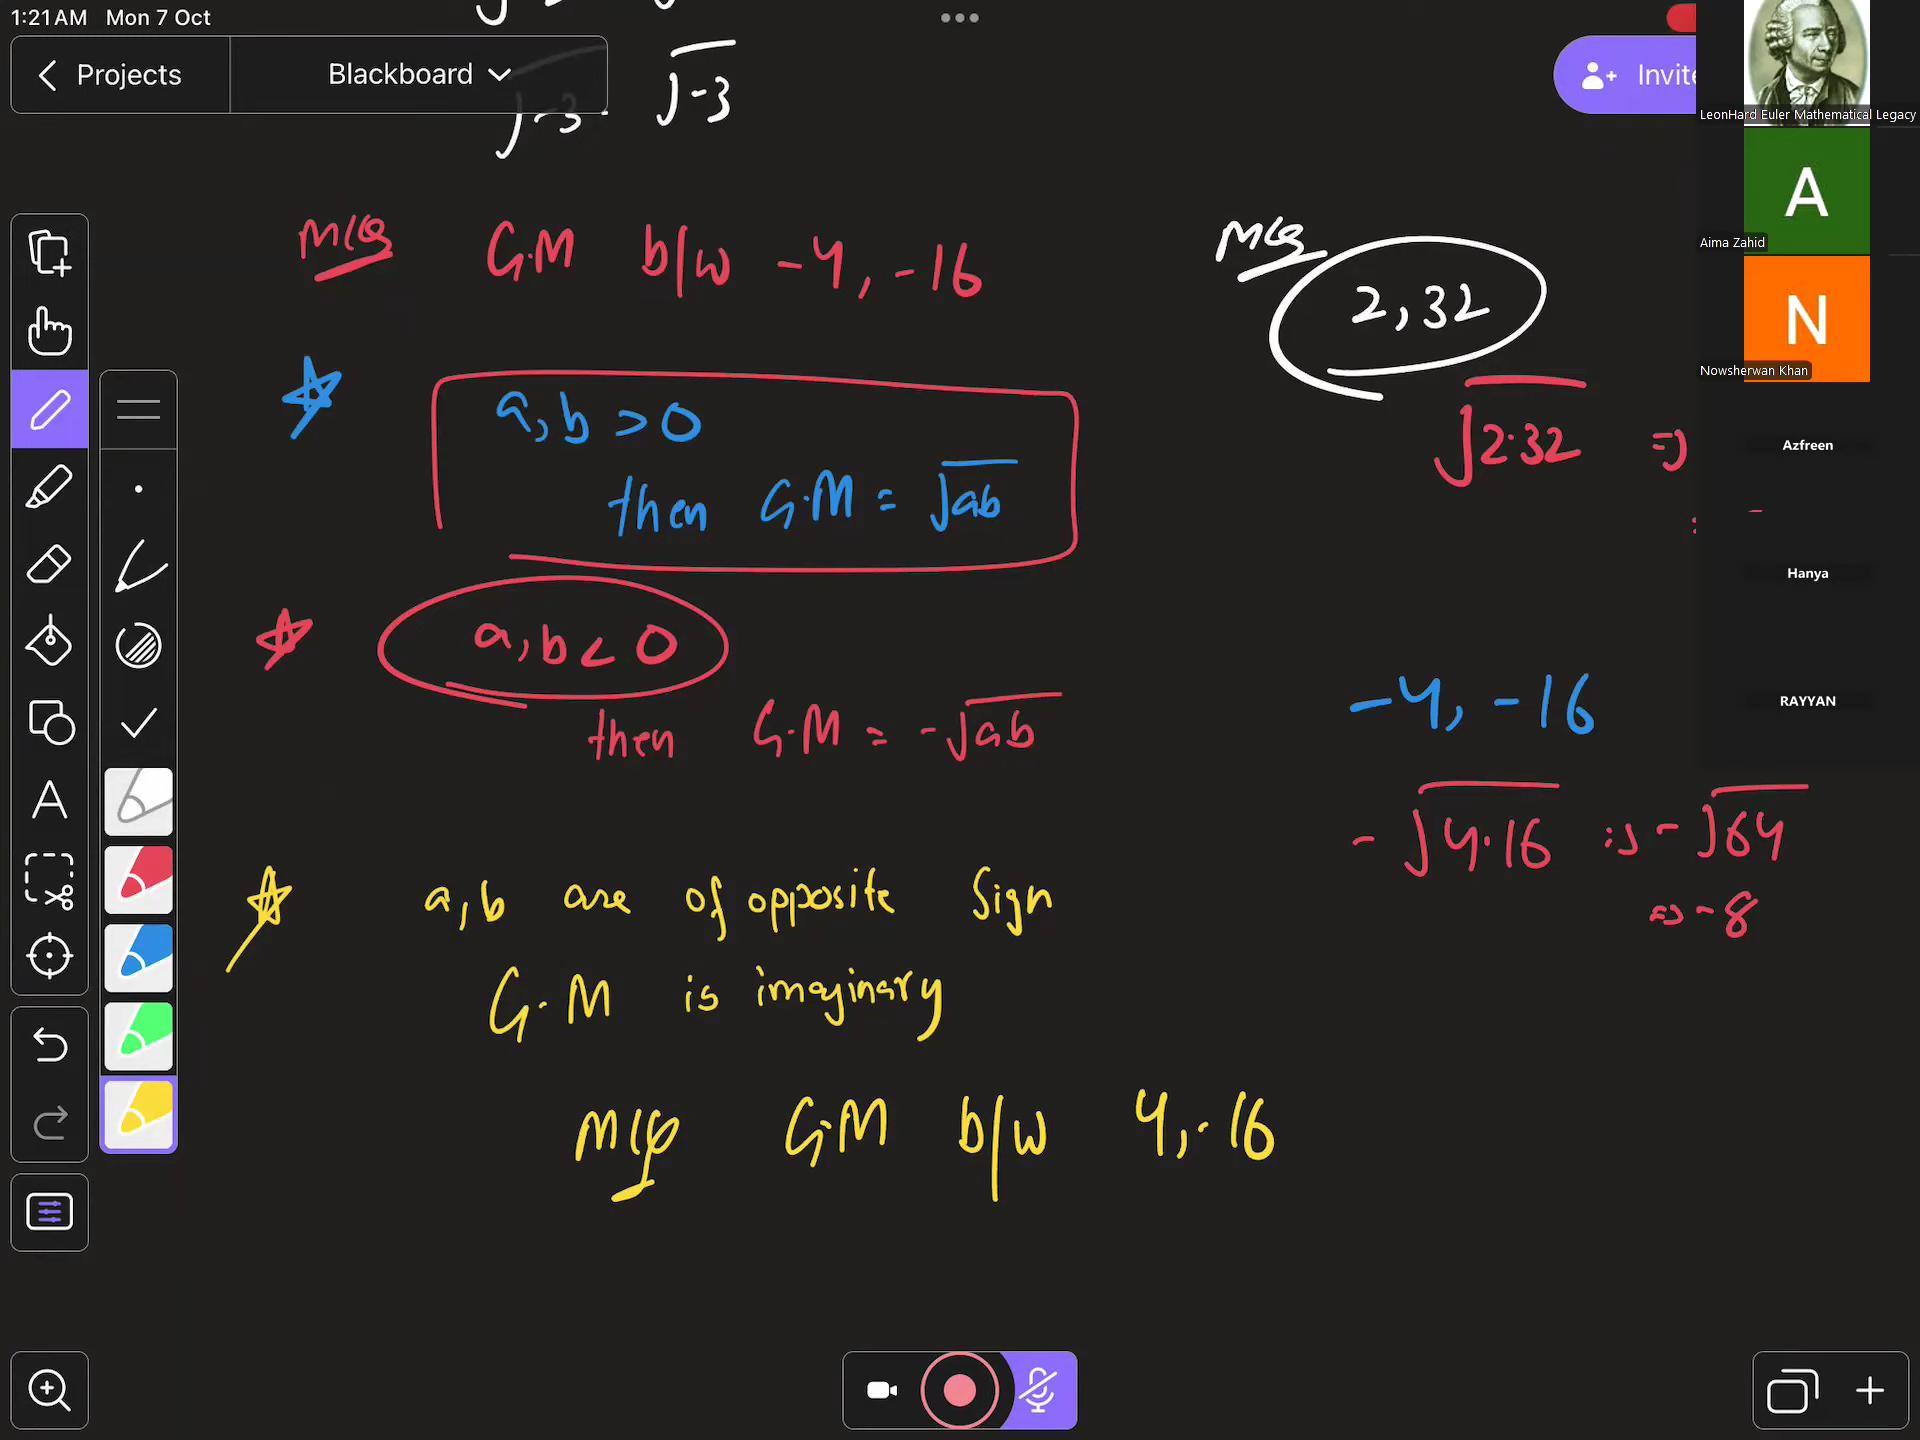 1:21AM Mon 7 Oct
Projects
Blackboard
Invite
√-3 · √-3
LeonHard Euler Mathematical Legacy
A
Aima Zahid
N
Nowsherwan Khan
Azfreen
Hanya
RAYYAN
MCQ G.M b/w -4, -16
MCQ 2, 32
√2·32 =>
a, b > 0
then G.M = √ab
a, b < 0
then G.M = -√ab
-4, -16
-√4·16 => -√64
=> -8
a, b are of opposite Sign
G.M is imaginary
MCQ G.M b/w 4, -16